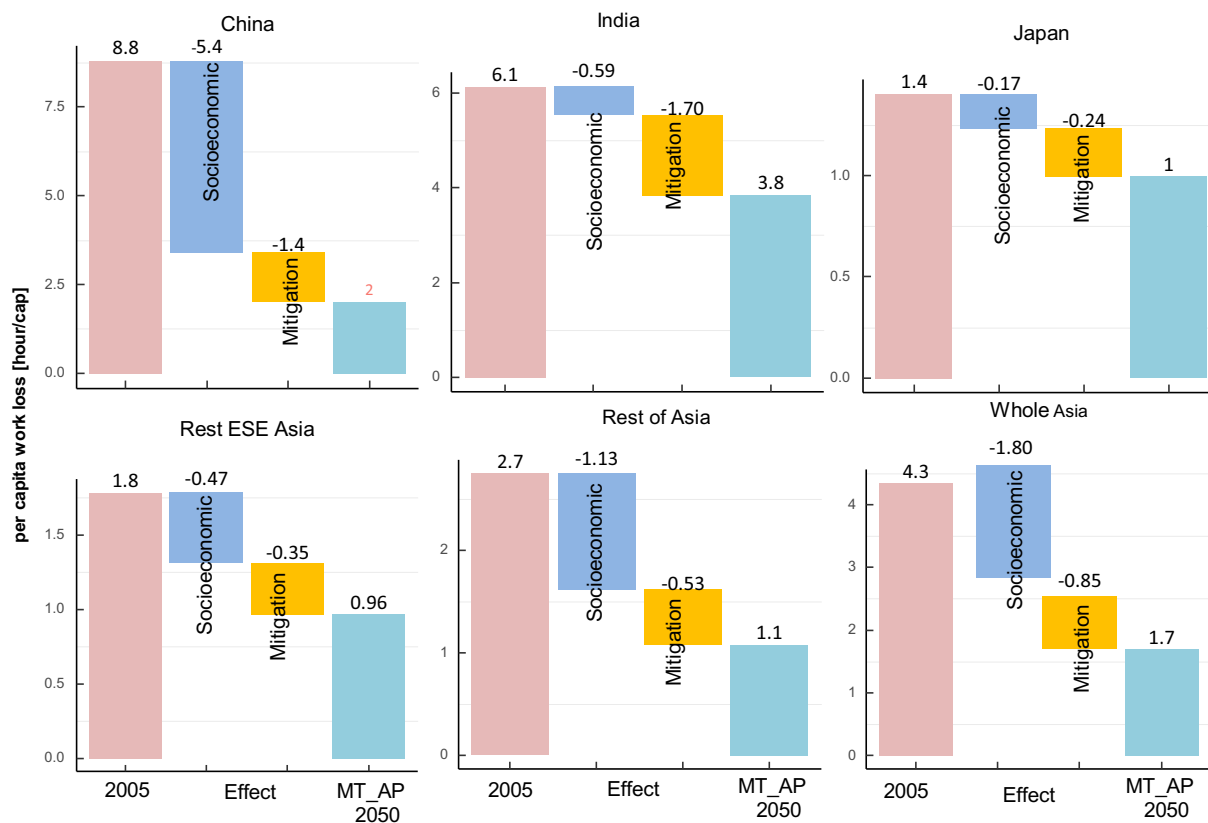 China
8.8
-5.4
Socioeconomic
-1.4
Mitigation
2
7.5
5.0
2.5
0.0
India
6.1
-0.59
Socioeconomic
-1.70
Mitigation
3.8
6
4
2
0
Japan
1.4
-0.17
Socioeconomic
-0.24
Mitigation
1
1.0
0.5
0.0
per capita work loss [hour/cap]
Rest ESE Asia
1.8
-0.47
Socioeconomic
-0.35
Mitigation
0.96
1.5
1.0
0.5
0.0
2005
Effect
MT_AP
2050
Rest of Asia
2.7
-1.13
Socioeconomic
-0.53
Mitigation
1.1
2
1
0
2005
Effect
MT_AP
2050
Whole Asia
4.3
-1.80
Socioeconomic
-0.85
Mitigation
1.7
4
3
2
1
0
2005
Effect
MT_AP
2050